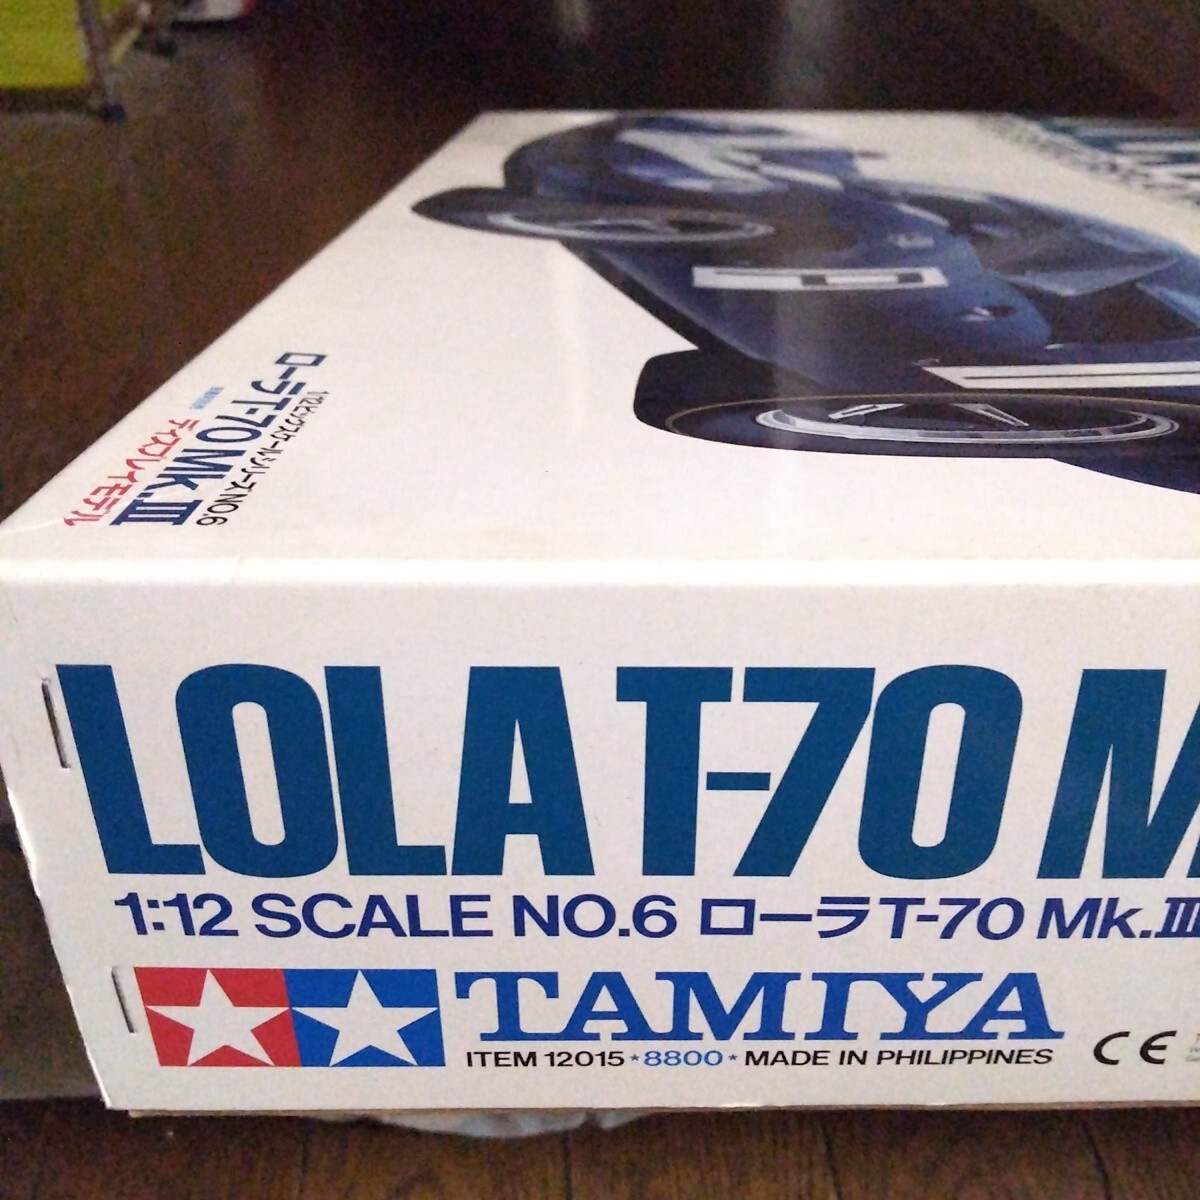 1/12ビッグスケールシリーズNO.6
ローラT-70 Mk.III
ディスプレイモデル
LOLA T-70 M
1:12 SCALE NO.6 ローラT-70 Mk.III
TAMIYA
ITEM 12015 *8800* MADE IN PHILIPPINES CE